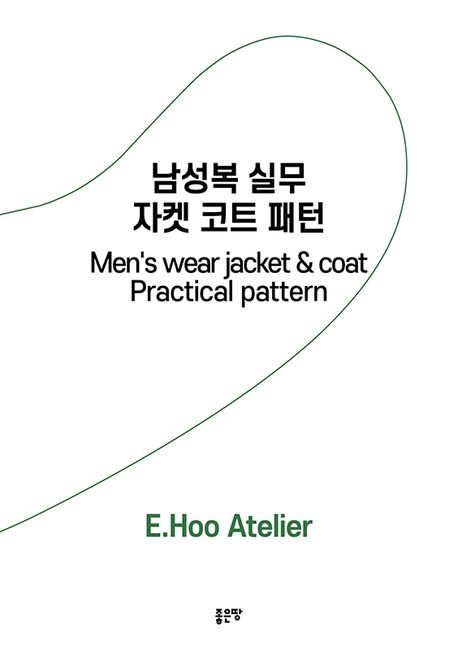 남성복 실무
자켓 코트 패턴
Men's wear jacket & coat
Practical pattern
E.Hoo Atelier
좋은땅